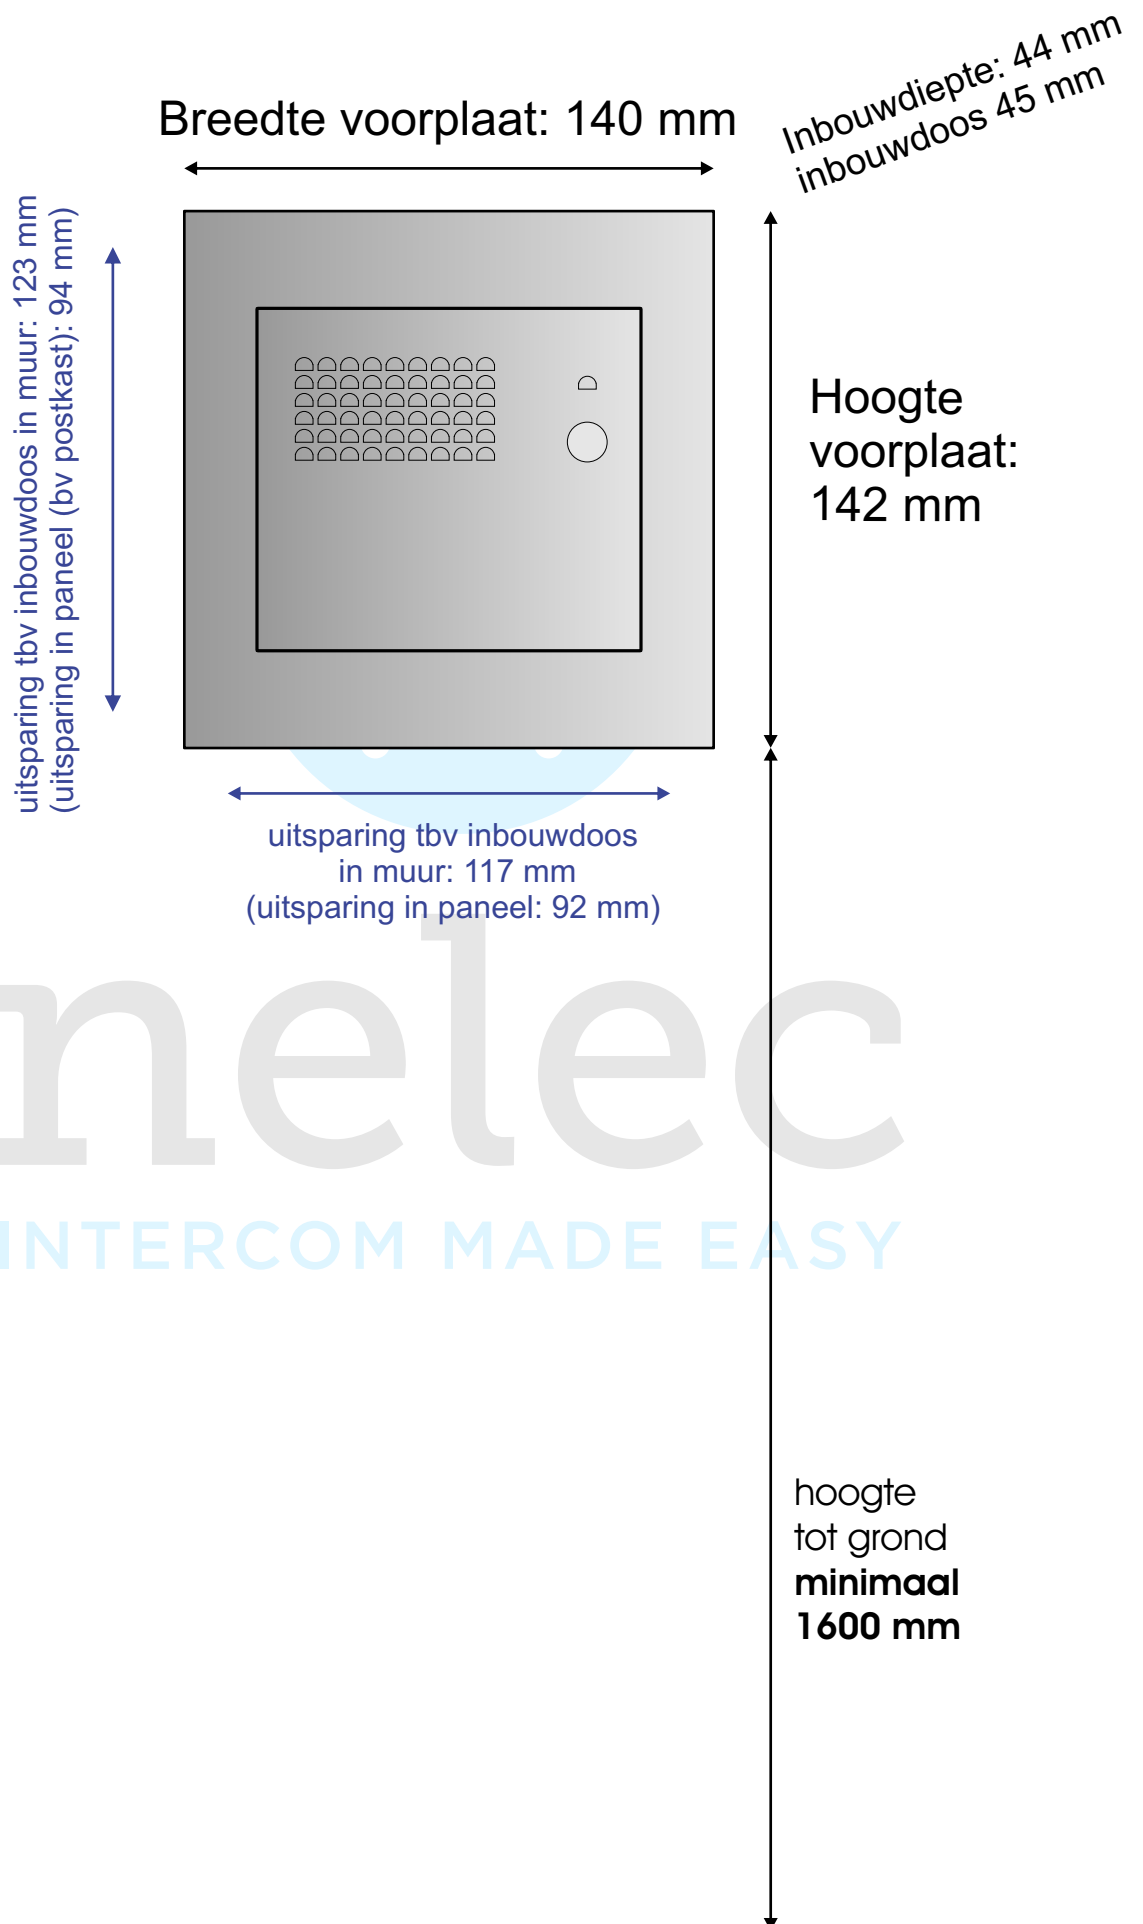 Inbouwdiepte: 44 mm
inbouwdoos 45 mm
Breedte voorplaat: 140 mm
uitsparing tbv inbouwdoos in muur: 123 mm
(uitsparing in paneel (bv postkast): 94 mm)
Hoogte
voorplaat:
142 mm
uitsparing tbv inbouwdoos
in muur: 117 mm
(uitsparing in paneel: 92 mm)
nelec
INTERCOM MADE EASY
hoogte
tot grond
minimaal
1600 mm